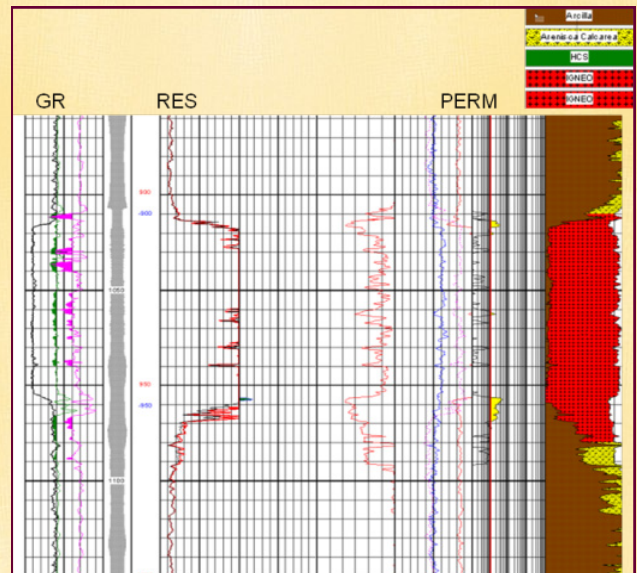 Arcilla
Arenisca Calcarea
HCS
IGNEO
IGNEO
GR RES PERM
900
-900
1050
950
-950
1100